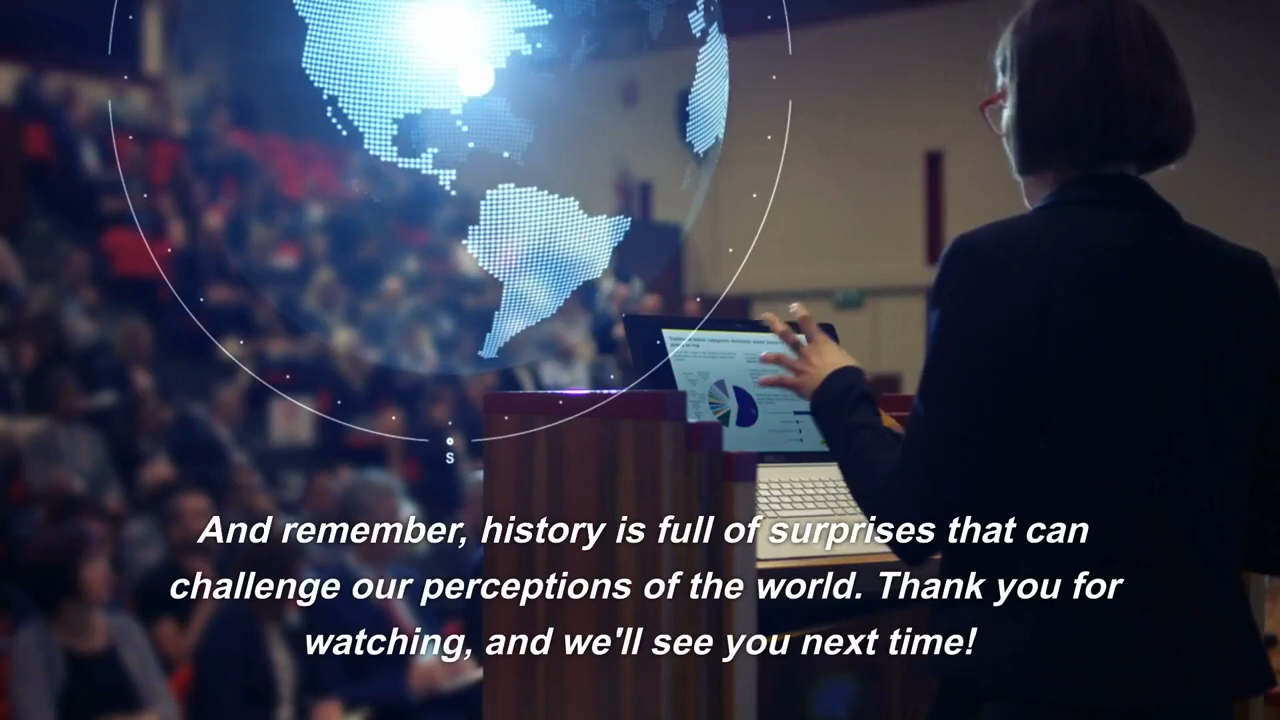 S
And remember, history is full of surprises that can
challenge our perceptions of the world. Thank you for
watching, and we'll see you next time!